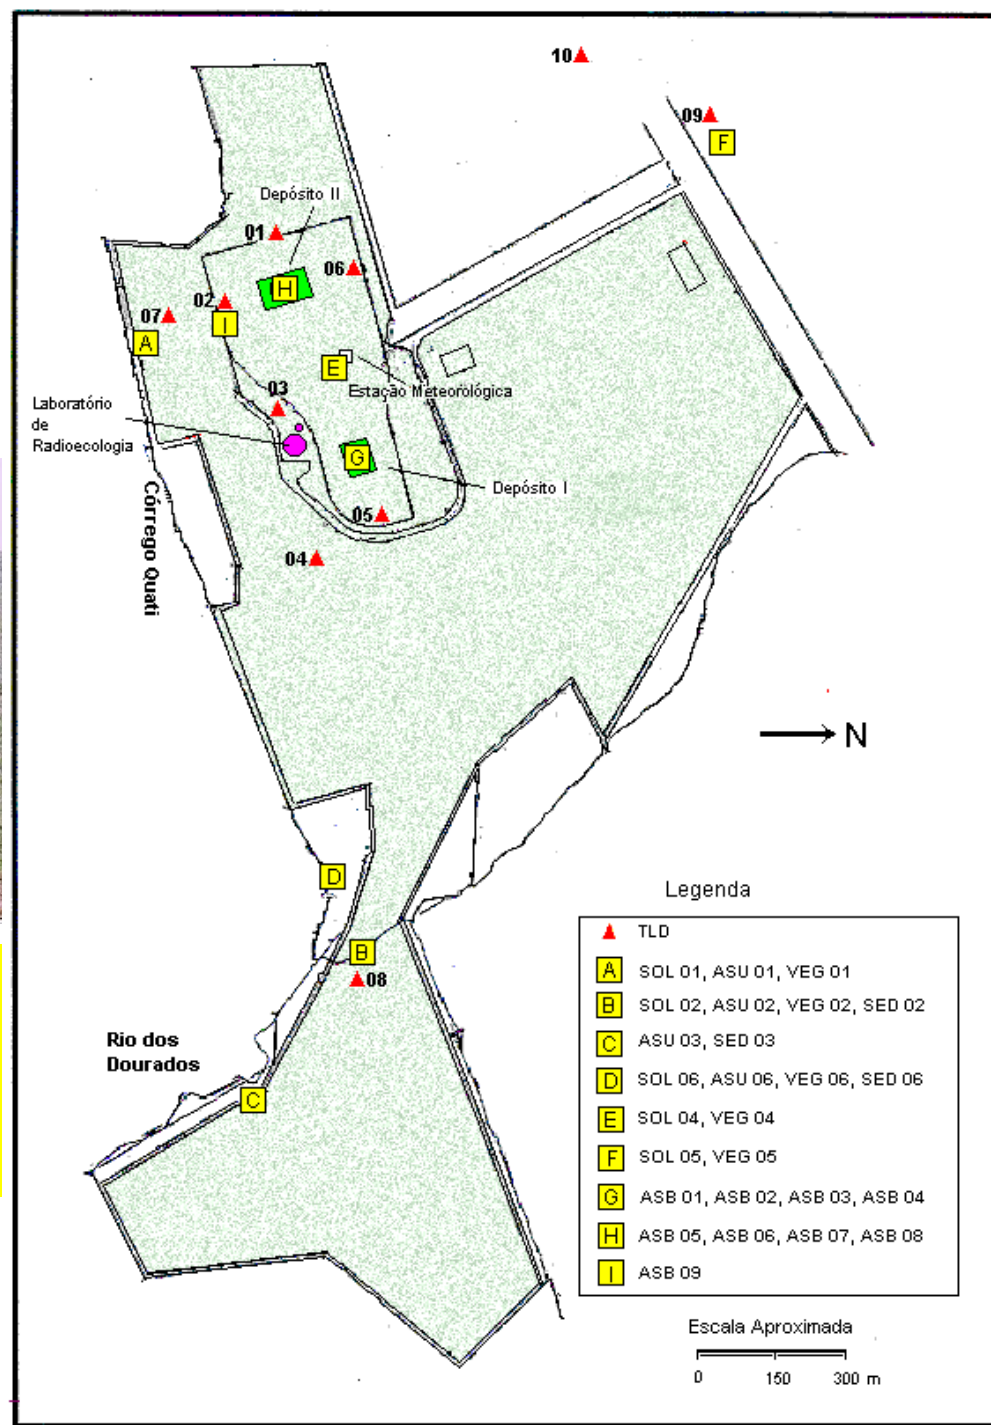 10
09
F
Depósito II
01
06
H
02
07
I
A
E
Estação Meteorológica
03
Laboratório
de
Radioecologia
G
Depósito I
05
04
Córrego Quati
N
D
B
08
Rio dos
Dourados
C
Legenda
TLD
A SOL 01, ASU 01, VEG 01
B SOL 02, ASU 02, VEG 02, SED 02
C ASU 03, SED 03
D SOL 06, ASU 06, VEG 06, SED 06
E SOL 04, VEG 04
F SOL 05, VEG 05
G ASB 01, ASB 02, ASB 03, ASB 04
H ASB 05, ASB 06, ASB 07, ASB 08
I ASB 09
Escala Aproximada
0 150 300 m